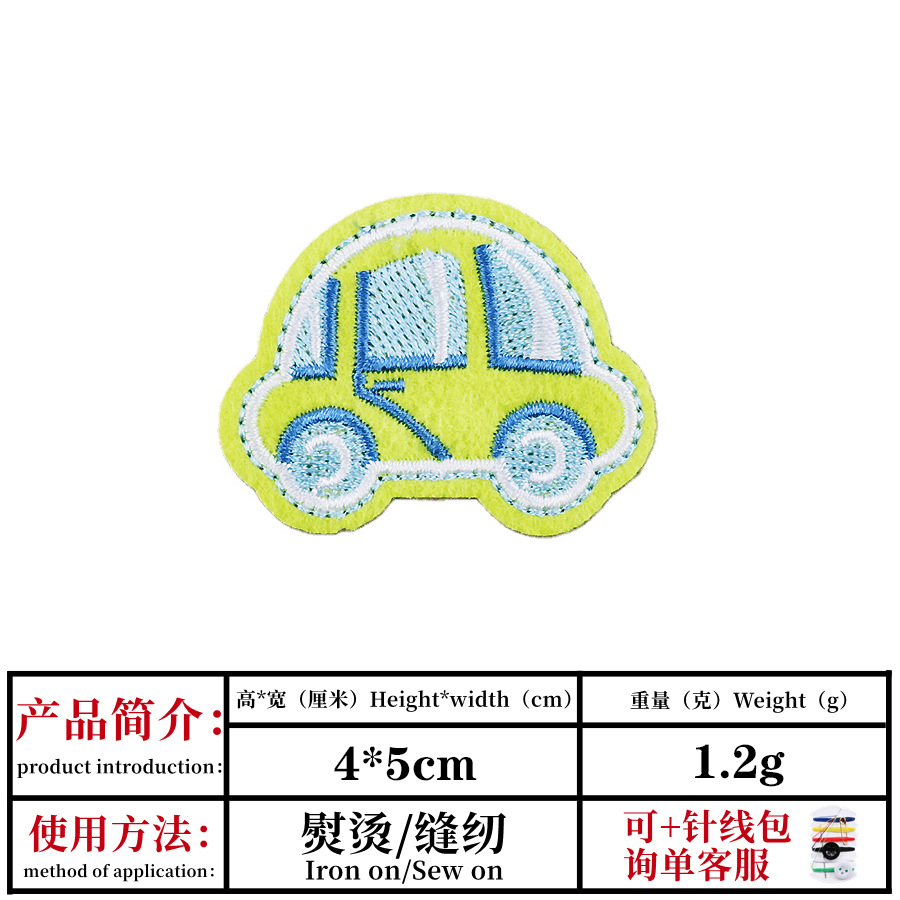 产品简介：
product introduction：
高*宽（厘米）Height*width（cm）
重量（克）Weight（g）
4*5cm
1.2g
使用方法：
method of application：
熨烫/缝纫
Iron on/Sew on
可+针线包
询单客服